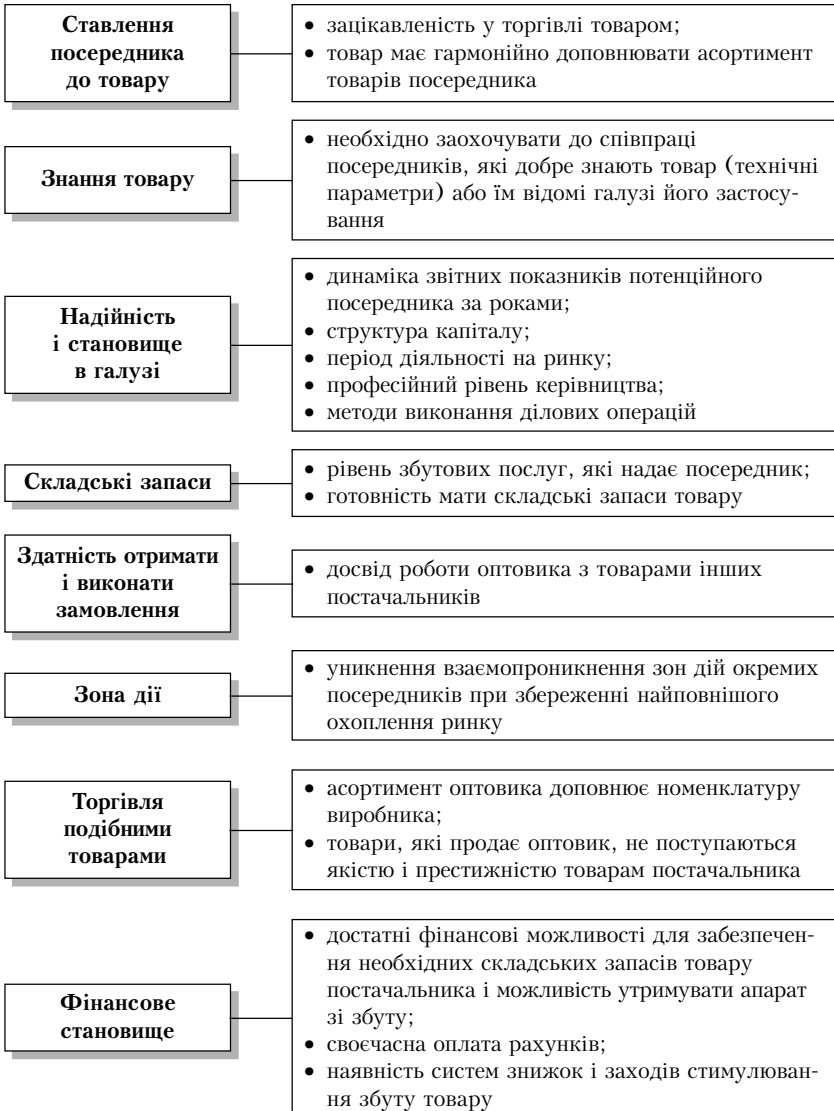 Ставлення
посередника
до товару
• зацікавленість у торгівлі товаром;
• товар має гармонійно доповнювати асортимент
товарів посередника
Знання товару
• необхідно заохочувати до співпраці
посередників, які добре знають товар (технічні
параметри) або їм відомі галузі його застосу-
вання
Надійність
і становище
в галузі
• динаміка звітних показників потенційного
посередника за роками;
• структура капіталу;
• період діяльності на ринку;
• професійний рівень керівництва;
• методи виконання ділових операцій
Складські запаси
• рівень збутових послуг, які надає посередник;
• готовність мати складські запаси товару
Здатність отримати
і виконати
замовлення
• досвід роботи оптовика з товарами інших
постачальників
Зона дії
• уникнення взаємопроникнення зон дій окремих
посередників при збереженні найповнішого
охоплення ринку
Торгівля
подібними
товарами
• асортимент оптовика доповнює номенклатуру
виробника;
• товари, які продає оптовик, не поступаються
якістю і престижністю товарам постачальника
Фінансове
становище
• достатні фінансові можливості для забезпечен-
ня необхідних складських запасів товару
постачальника і можливість утримувати апарат
зі збуту;
• своєчасна оплата рахунків;
• наявність систем знижок і заходів стимулюван-
ня збуту товару